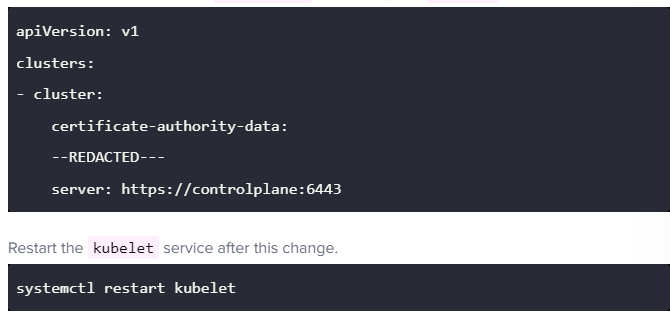 apiVersion: v1
clusters:
- cluster:
    certificate-authority-data:
    --REDACTED---
    server: https://controlplane:6443
Restart the kubelet service after this change.
systemctl restart kubelet